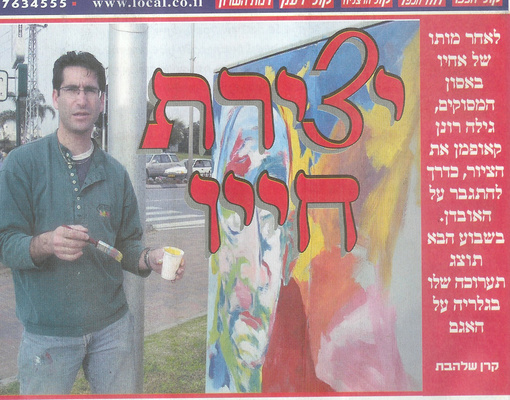 7634555 • www.local.co.il
יצירת
חייו
לאחר מותו
של אחיו
באסון
המסוקים,
גילה רונן
קאופמן את
הציור, כדרך
להתגבר על
האובדן.
בשבוע הבא
תוצג
תערוכה שלו
בגלריה על
האגם
קרן שלהבת